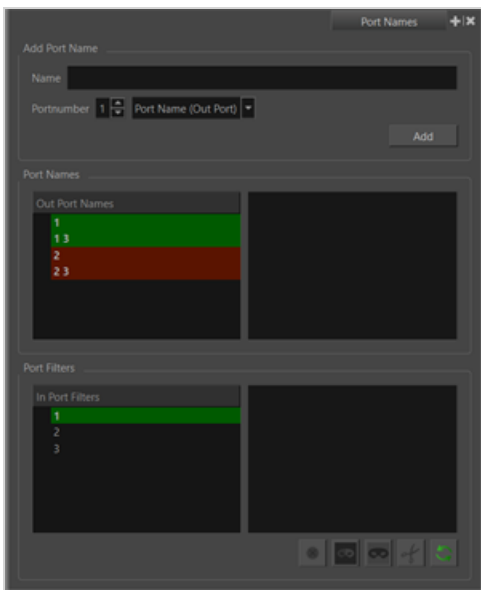 Port Names
Add Port Name
Name
Portnumber 1 Port Name (Out Port)
Add
Port Names
Out Port Names
1
1 3
2
2 3
Port Filters
In Port Filters
1
2
3